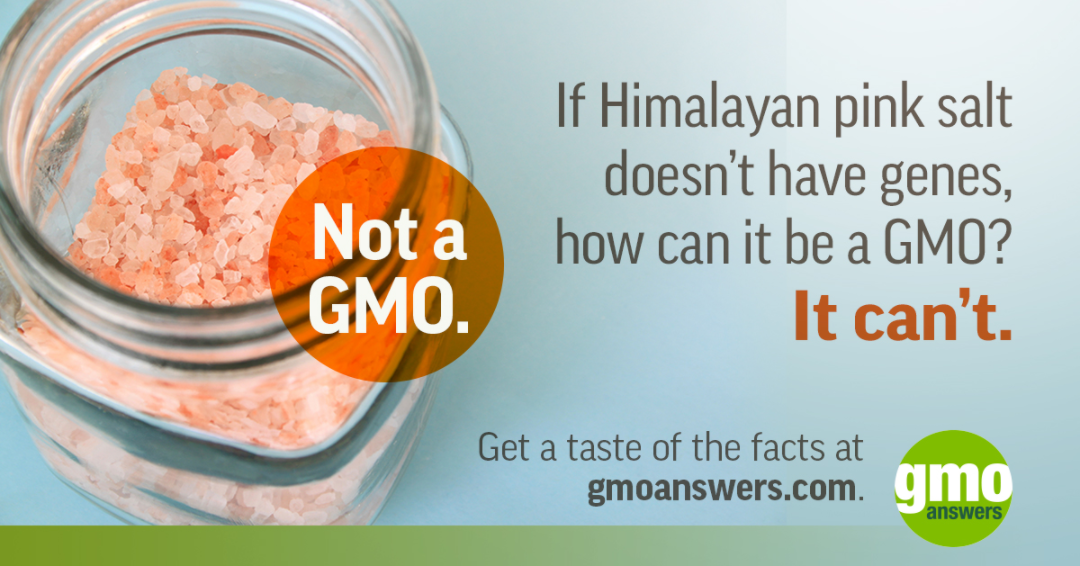 Not a
GMO.
If Himalayan pink salt
doesn't have genes,
how can it be a GMO?
It can't.
Get a taste of the facts at
gmoanswers.com.
gmo
answers